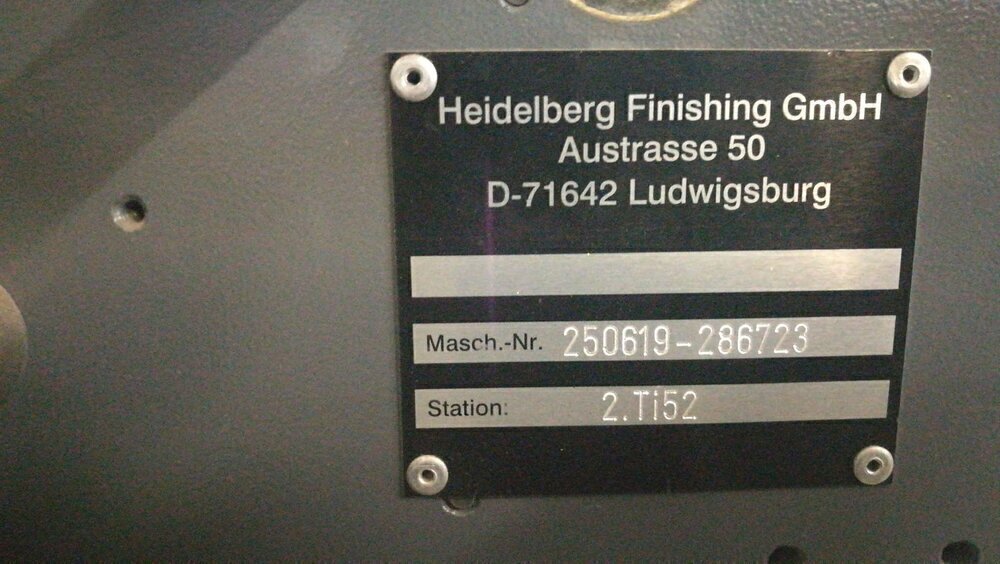 Heidelberg Finishing GmbH
Austrasse 50
D-71642 Ludwigsburg
Masch.-Nr. 250619-286723
Station: 2.Ti52